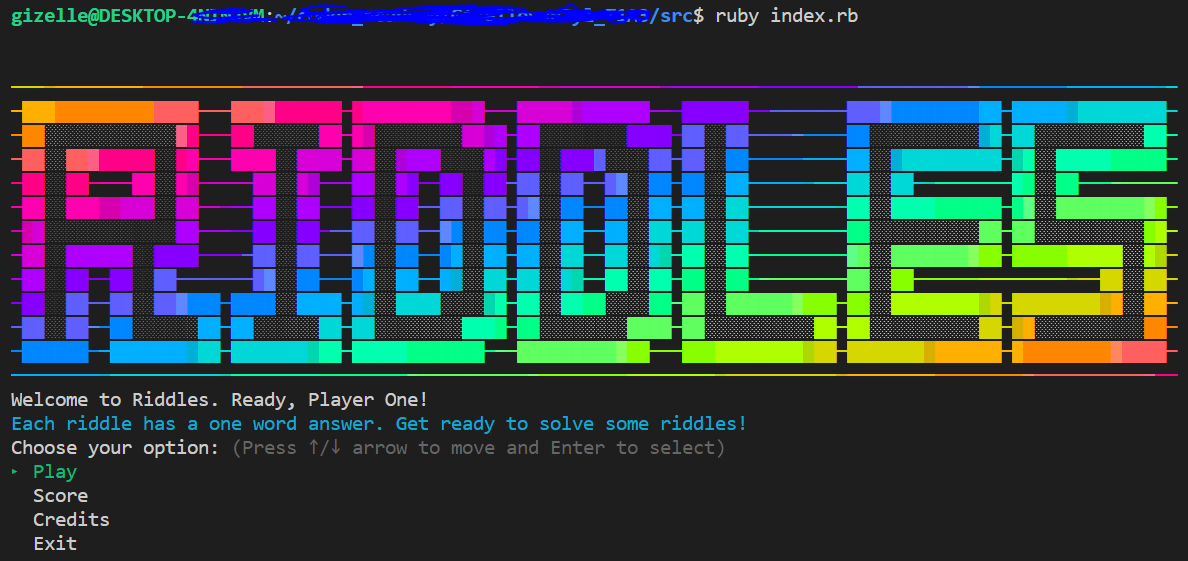 gizelle@DESKTOP-4 /src$ ruby index.rb
RIDDLES
Welcome to Riddles. Ready, Player One!
Each riddle has a one word answer. Get ready to solve some riddles!
Choose your option: (Press ↑/↓ arrow to move and Enter to select)
‣ Play
Score
Credits
Exit